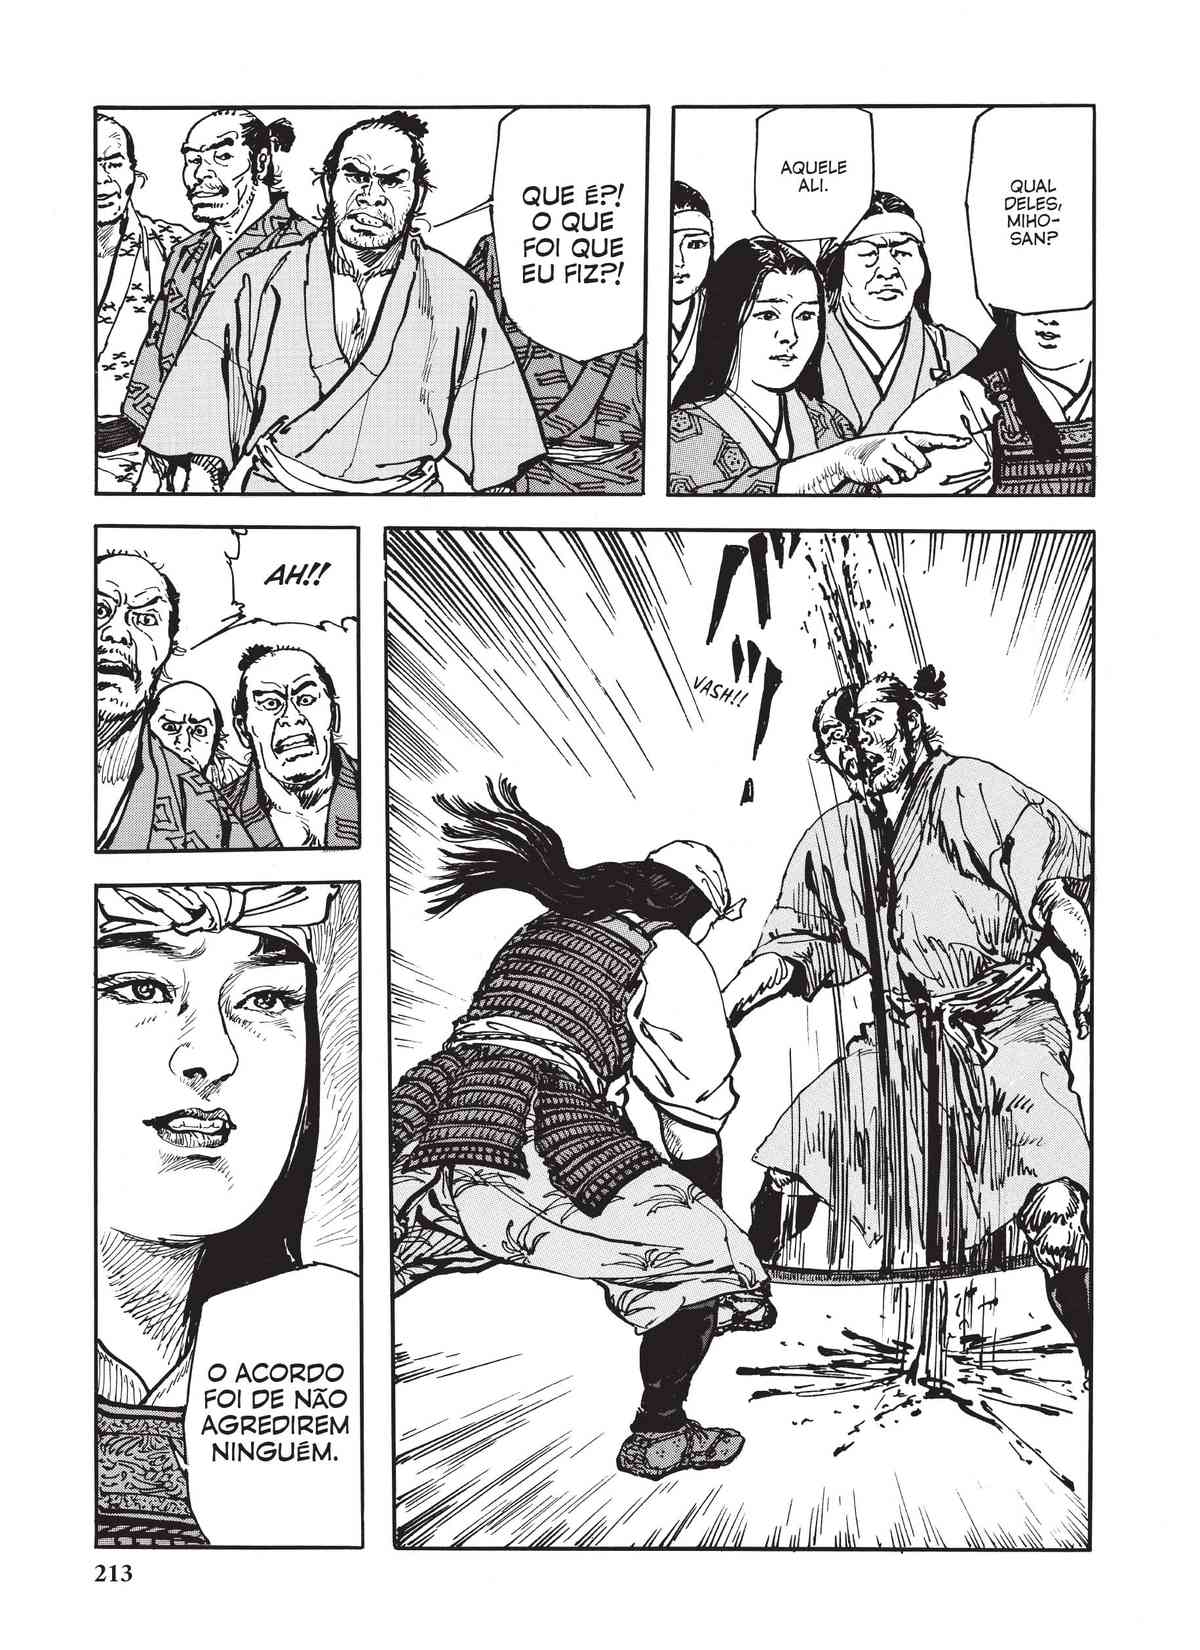 QUAL
DELES,
MIHO-
SAN?
AQUELE
ALI.
QUE É?!
O QUE
FOI QUE
EU FIZ?!
VASH!!
AH!!
O ACORDO
FOI DE NÃO
AGREDIREM
NINGUÉM.
213